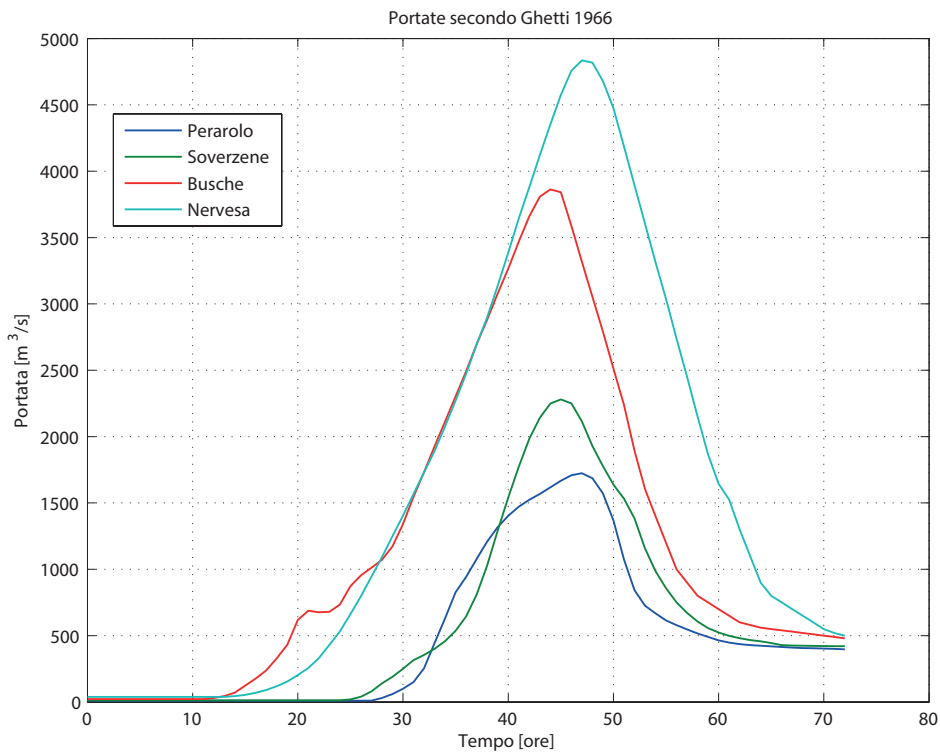 Portate secondo Ghetti 1966
5000
4500
4000
3500
3000
2500
2000
1500
1000
500
0
Portata [m ³/s]
Perarolo
Soverzene
Busche
Nervesa
0 10 20 30 40 50 60 70 80
Tempo [ore]